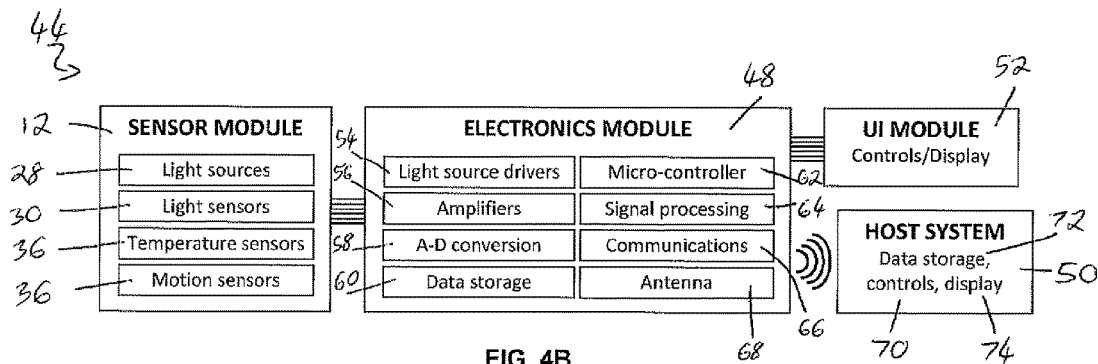 44
12
SENSOR MODULE
28
Light sources
30
Light sensors
36
Temperature sensors
36
Motion sensors
48
ELECTRONICS MODULE
54
Light source drivers
Micro-controller
62
56
Amplifiers
Signal processing
64
58
A-D conversion
Communications
66
60
Data storage
Antenna
68
52
UI MODULE
Controls/Display
HOST SYSTEM
72
Data storage,
50
controls, display
70
74
FIG. 4B